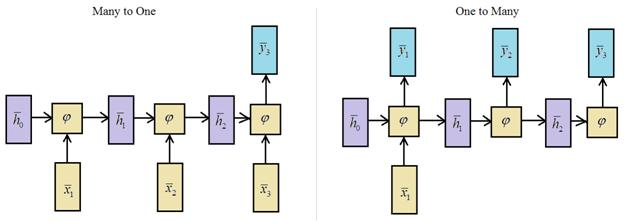 Many to One
One to Many
ȳ₃
h̄₀ φ h̄₁ φ h̄₂ φ
x̄₁ x̄₂ x̄₃
ȳ₁ ȳ₂ ȳ₃
h̄₀ φ h̄₁ φ h̄₂ φ
x̄₁